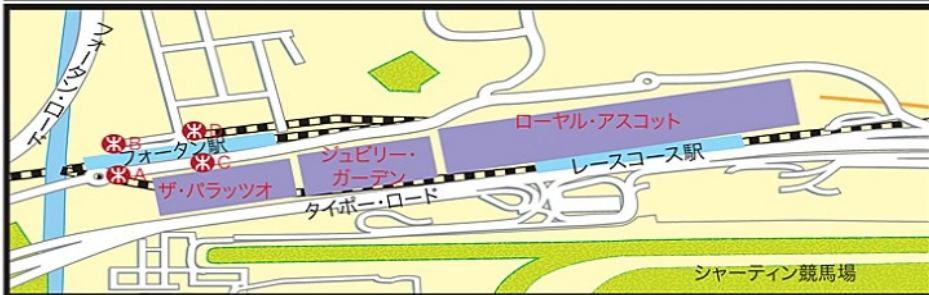 フォータン・ロード
B
D
フォータン駅
C
A
ザ・パラッツオ
ジュビリー・
ガーデン
ローヤル・アスコット
レースコース駅
タイポー・ロード
シャーティン競馬場